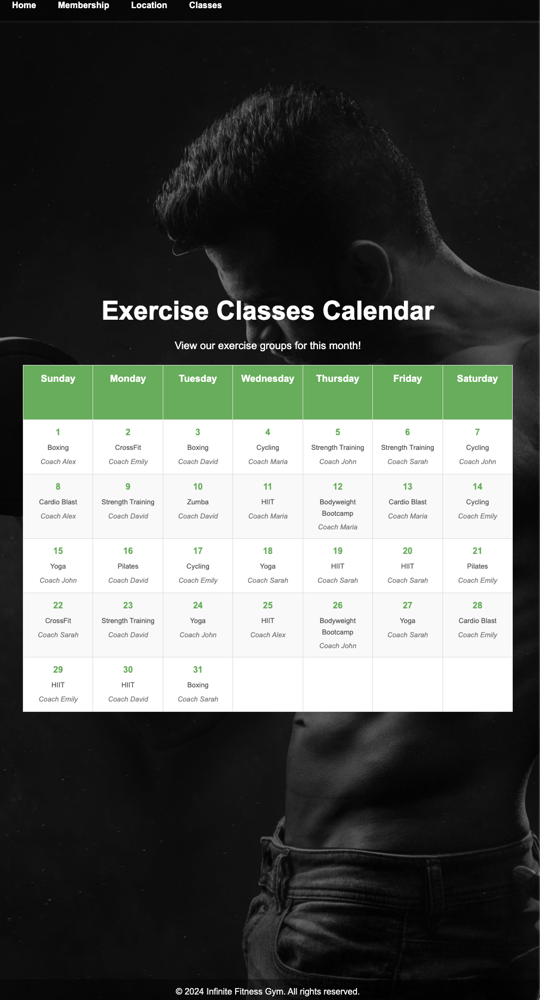 Home Membership Location Classes
Exercise Classes Calendar
View our exercise groups for this month!
Sunday Monday Tuesday Wednesday Thursday Friday Saturday
1 2 3 4 5 6 7
Boxing CrossFit Boxing Cycling Strength Training Strength Training Cycling
Coach Alex Coach Emily Coach David Coach Maria Coach John Coach Sarah Coach John
8 9 10 11 12 13 14
Cardio Blast Strength Training Zumba HIIT Bodyweight Cardio Blast Cycling
Coach Alex Coach David Coach David Coach Maria Bootcamp Coach Maria Coach Emily
Coach Maria
15 16 17 18 19 20 21
Yoga Pilates Cycling Yoga HIIT HIIT Pilates
Coach John Coach David Coach Emily Coach Sarah Coach Sarah Coach Sarah Coach Emily
22 23 24 25 26 27 28
CrossFit Strength Training Yoga HIIT Bodyweight Yoga Cardio Blast
Coach Sarah Coach David Coach John Coach Alex Bootcamp Coach Sarah Coach Emily
Coach John
29 30 31
HIIT HIIT Boxing
Coach Emily Coach David Coach Sarah
© 2024 Infinite Fitness Gym. All rights reserved.